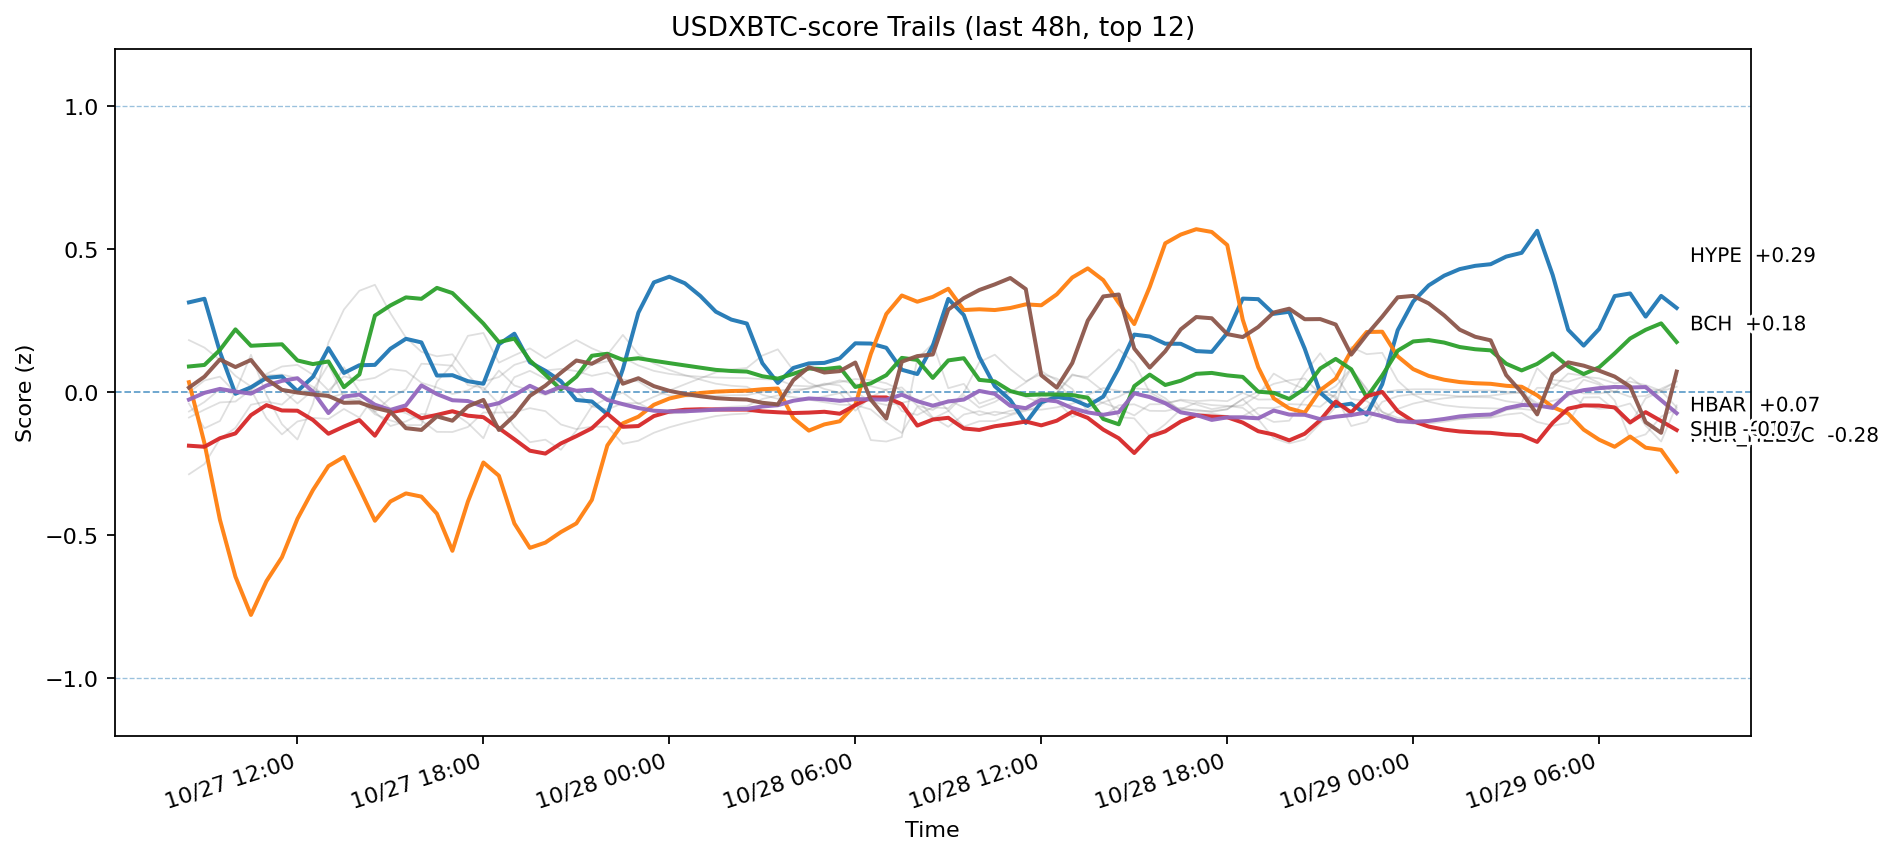 USDXBTC-score Trails (last 48h, top 12)
Score (z)
1.0
0.5
0.0
−0.5
−1.0
HYPE +0.29
BCH +0.18
HBAR +0.07
SHIB -0.07
-0.28
10/27 12:00
10/27 18:00
10/28 00:00
10/28 06:00
10/28 12:00
10/28 18:00
10/29 00:00
10/29 06:00
Time